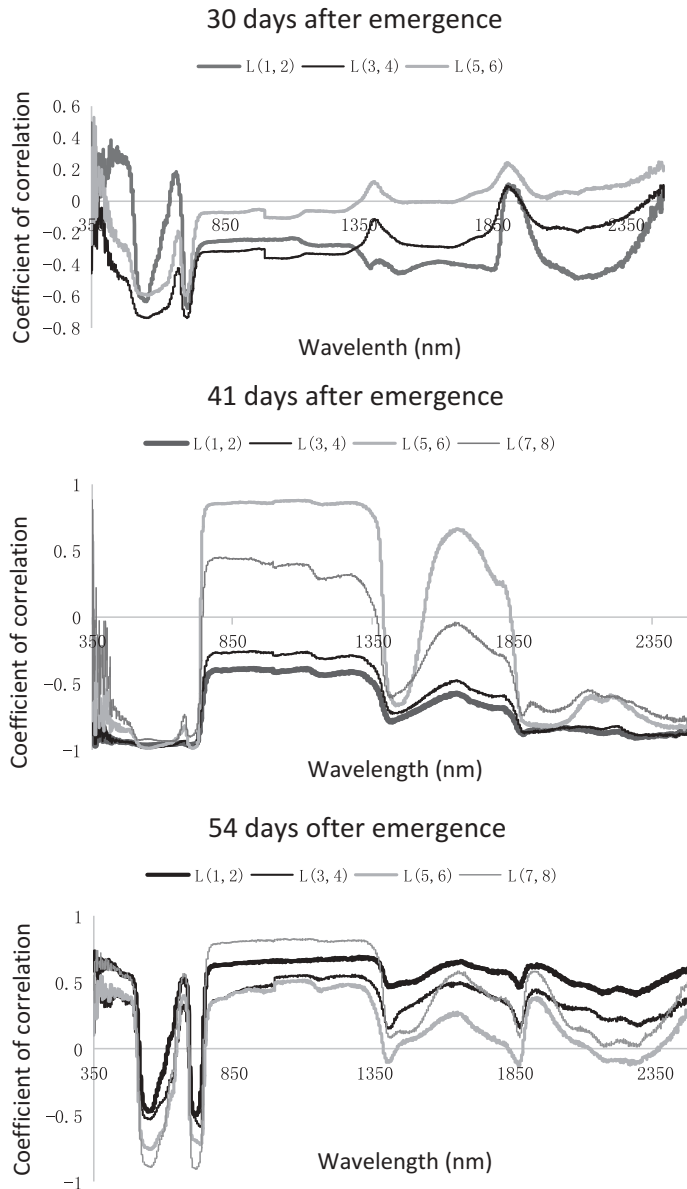 30 days after emergence
L(1, 2) L(3, 4) L(5, 6)
Coefficient of correlation
0.6
0.4
0.2
0
-0.2
-0.4
-0.6
-0.8
350 850 1350 1850 2350
Wavelenth (nm)
41 days after emergence
L(1, 2) L(3, 4) L(5, 6) L(7, 8)
Coefficient of correlation
1
0.5
0
-0.5
-1
350 850 1350 1850 2350
Wavelength (nm)
54 days ofter emergence
L(1, 2) L(3, 4) L(5, 6) L(7, 8)
Coefficient of correlation
1
0.5
0
-0.5
-1
350 850 1350 1850 2350
Wavelength (nm)